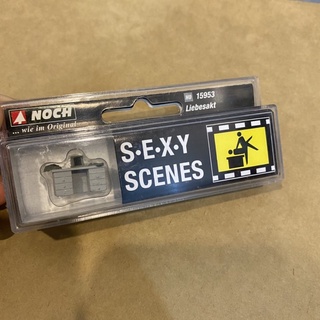 NOCH
... wie im Original
H0 15953
Liebesakt
S·E·X·Y
SCENES